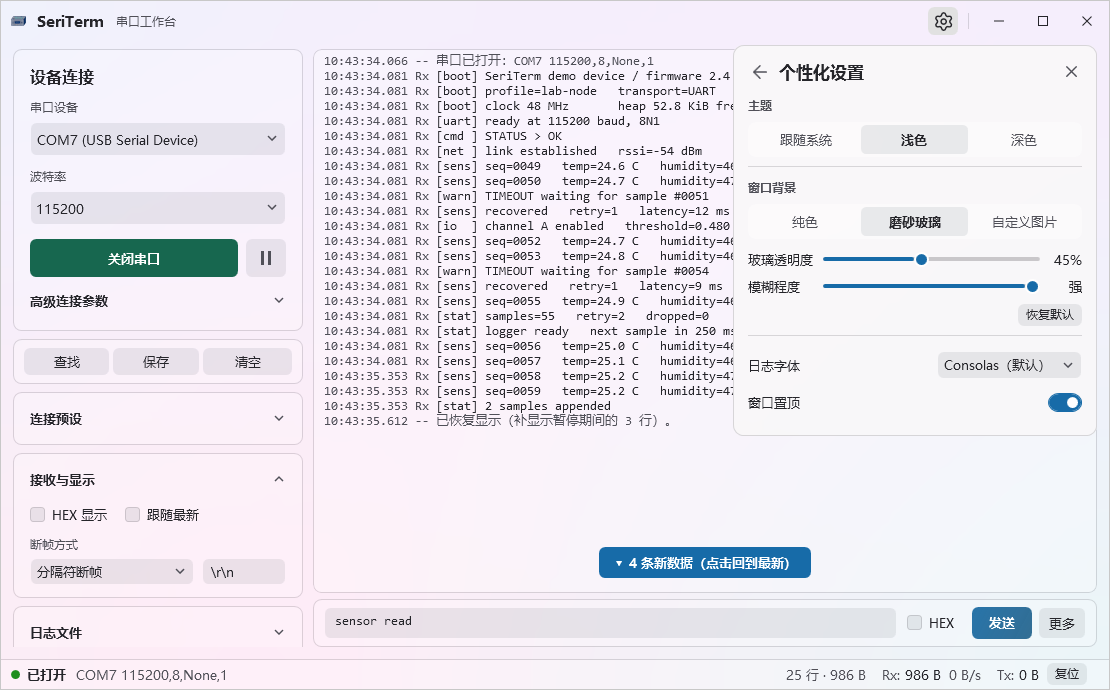 SeriTerm 串口工作台
设备连接
串口设备
COM7 (USB Serial Device)
波特率
115200
关闭串口
高级连接参数
查找 保存 清空
连接预设
接收与显示
HEX 显示 跟随最新
断帧方式
分隔符断帧 \r\n
日志文件
10:43:34.066 -- 串口已打开: COM7 115200,8,None,1
10:43:34.081 Rx [boot] SeriTerm demo device / firmware 2.4
10:43:34.081 Rx [boot] profile=lab-node transport=UART
10:43:34.081 Rx [boot] clock 48 MHz heap 52.8 KiB fre
10:43:34.081 Rx [uart] ready at 115200 baud, 8N1
10:43:34.081 Rx [cmd ] STATUS > OK
10:43:34.081 Rx [net ] link established rssi=-54 dBm
10:43:34.081 Rx [sens] seq=0049 temp=24.6 C humidity=46
10:43:34.081 Rx [sens] seq=0050 temp=24.7 C humidity=47
10:43:34.081 Rx [warn] TIMEOUT waiting for sample #0051
10:43:34.081 Rx [sens] recovered retry=1 latency=12 ms
10:43:34.081 Rx [io  ] channel A enabled threshold=0.480
10:43:34.081 Rx [sens] seq=0052 temp=24.7 C humidity=46
10:43:34.081 Rx [sens] seq=0053 temp=24.8 C humidity=46
10:43:34.081 Rx [warn] TIMEOUT waiting for sample #0054
10:43:34.081 Rx [sens] recovered retry=1 latency=9 ms
10:43:34.081 Rx [sens] seq=0055 temp=24.9 C humidity=46
10:43:34.081 Rx [stat] samples=55 retry=2 dropped=0
10:43:34.081 Rx [stat] logger ready next sample in 250 ms
10:43:34.081 Rx [sens] seq=0056 temp=25.0 C humidity=46
10:43:34.081 Rx [sens] seq=0057 temp=25.1 C humidity=46
10:43:35.353 Rx [sens] seq=0058 temp=25.2 C humidity=47
10:43:35.353 Rx [sens] seq=0059 temp=25.2 C humidity=47
10:43:35.353 Rx [stat] 2 samples appended
10:43:35.612 -- 已恢复显示（补显示暂停期间的 3 行）。
▼ 4 条新数据（点击回到最新）
sensor read
HEX 发送 更多
个性化设置
主题
跟随系统 浅色 深色
窗口背景
纯色 磨砂玻璃 自定义图片
玻璃透明度 45%
模糊程度 强
恢复默认
日志字体 Consolas（默认）
窗口置顶
已打开 COM7 115200,8,None,1
25 行 · 986 B Rx: 986 B 0 B/s Tx: 0 B 复位